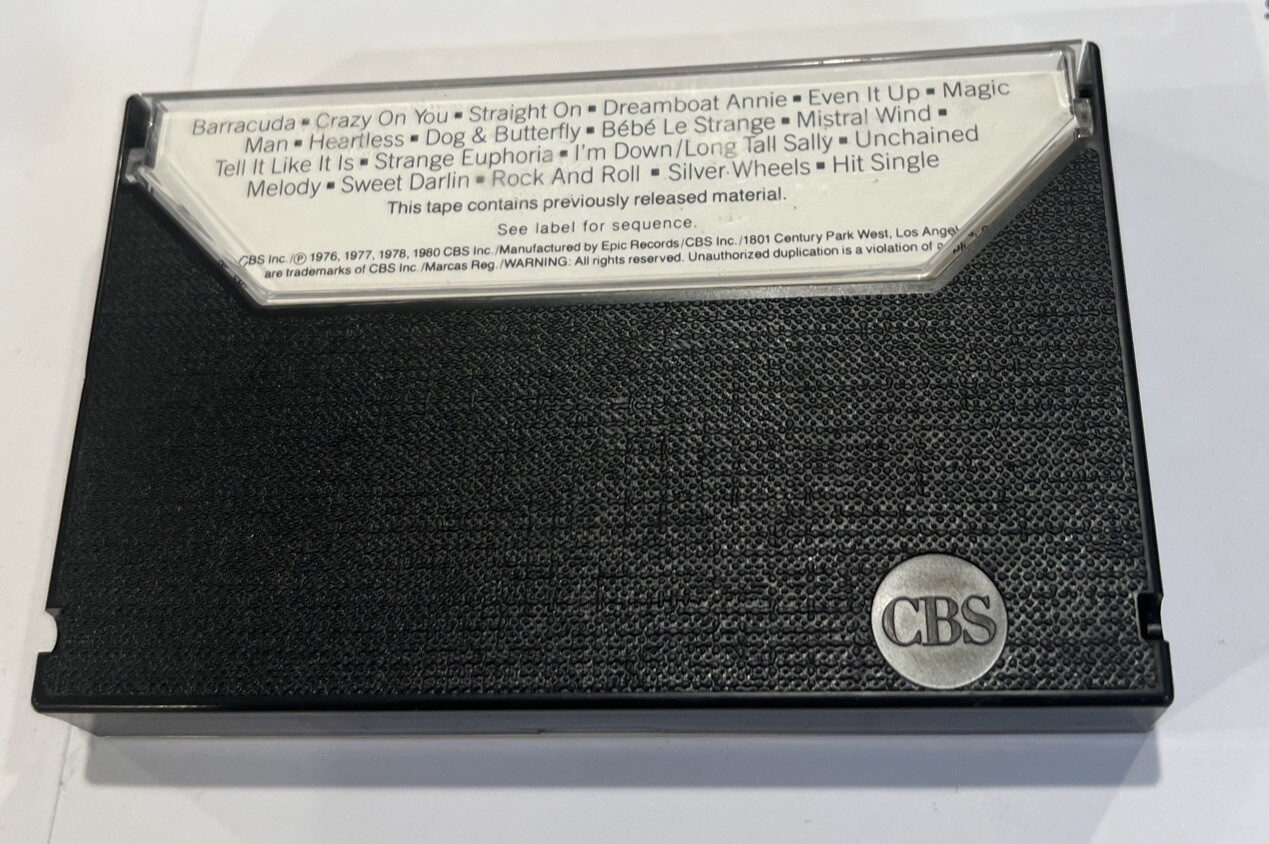 Barracuda ▪ Crazy On You ▪ Straight On ▪ Dreamboat Annie ▪ Even It Up ▪ Magic
Man ▪ Heartless ▪ Dog & Butterfly ▪ Bébé Le Strange ▪ Mistral Wind ▪
Tell It Like It Is ▪ Strange Euphoria ▪ I'm Down/Long Tall Sally ▪ Unchained
Melody ▪ Sweet Darlin ▪ Rock And Roll ▪ Silver Wheels ▪ Hit Single
This tape contains previously released material.
See label for sequence.
CBS Inc./℗ 1976, 1977, 1978, 1980 CBS Inc./Manufactured by Epic Records/CBS Inc./1801 Century Park West, Los
are trademarks of CBS Inc./Marcas Reg./WARNING: All rights reserved. Unauthorized duplication is a violation of
CBS